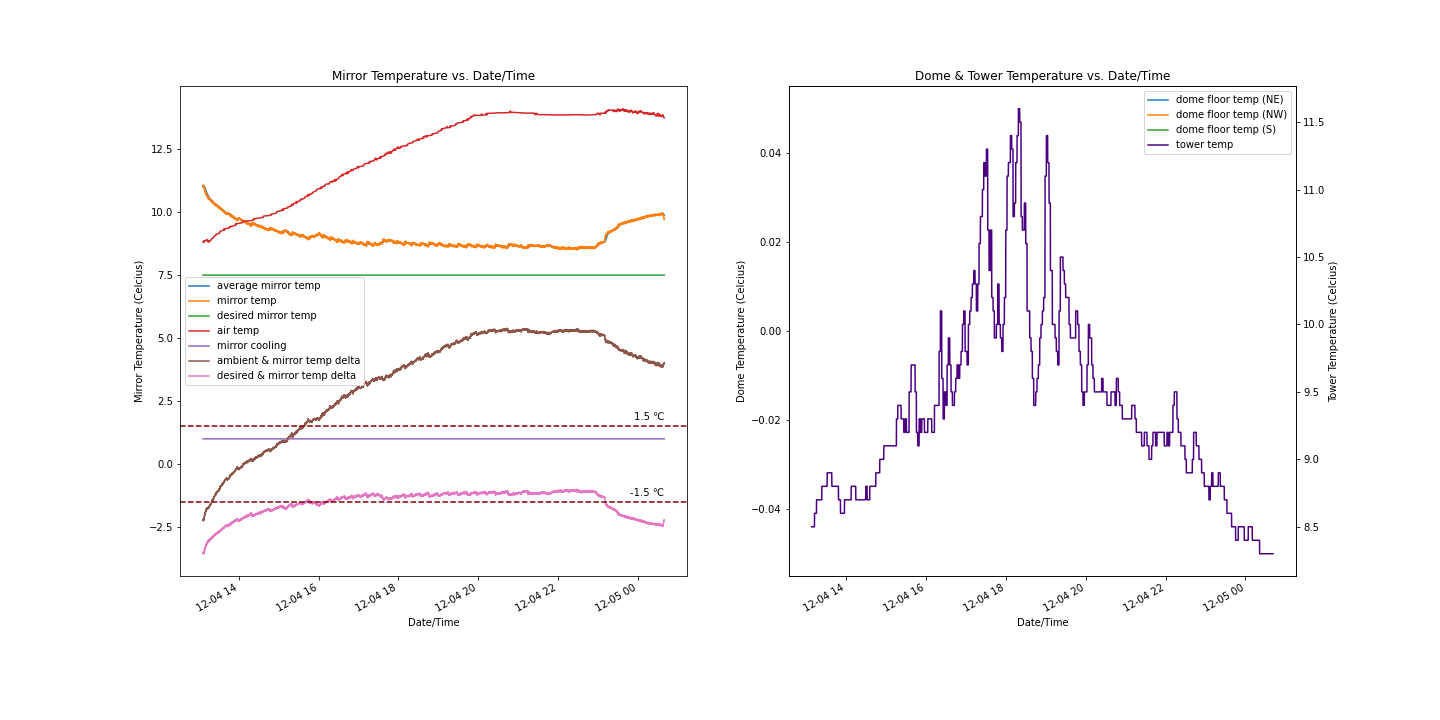 Mirror Temperature vs. Date/Time
Mirror Temperature (Celcius)
12.5
10.0
7.5
5.0
2.5
0.0
−2.5
average mirror temp
mirror temp
desired mirror temp
air temp
mirror cooling
ambient & mirror temp delta
desired & mirror temp delta
1.5 °C
-1.5 °C
12-04 14
12-04 16
12-04 18
12-04 20
12-04 22
12-05 00
Date/Time
Dome & Tower Temperature vs. Date/Time
Dome Temperature (Celcius)
0.04
0.02
0.00
−0.02
−0.04
dome floor temp (NE)
dome floor temp (NW)
dome floor temp (S)
tower temp
11.5
11.0
10.5
10.0
9.5
9.0
8.5
Tower Temperature (Celcius)
12-04 14
12-04 16
12-04 18
12-04 20
12-04 22
12-05 00
Date/Time